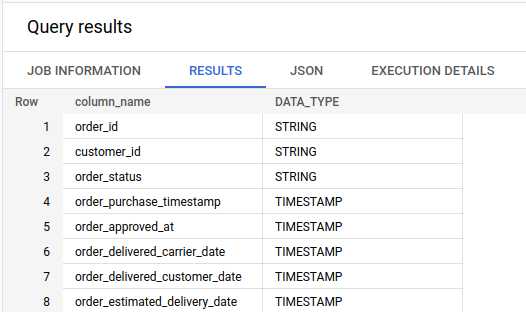 Query results
JOB INFORMATION RESULTS JSON EXECUTION DETAILS
Row column_name DATA_TYPE
1 order_id STRING
2 customer_id STRING
3 order_status STRING
4 order_purchase_timestamp TIMESTAMP
5 order_approved_at TIMESTAMP
6 order_delivered_carrier_date TIMESTAMP
7 order_delivered_customer_date TIMESTAMP
8 order_estimated_delivery_date TIMESTAMP